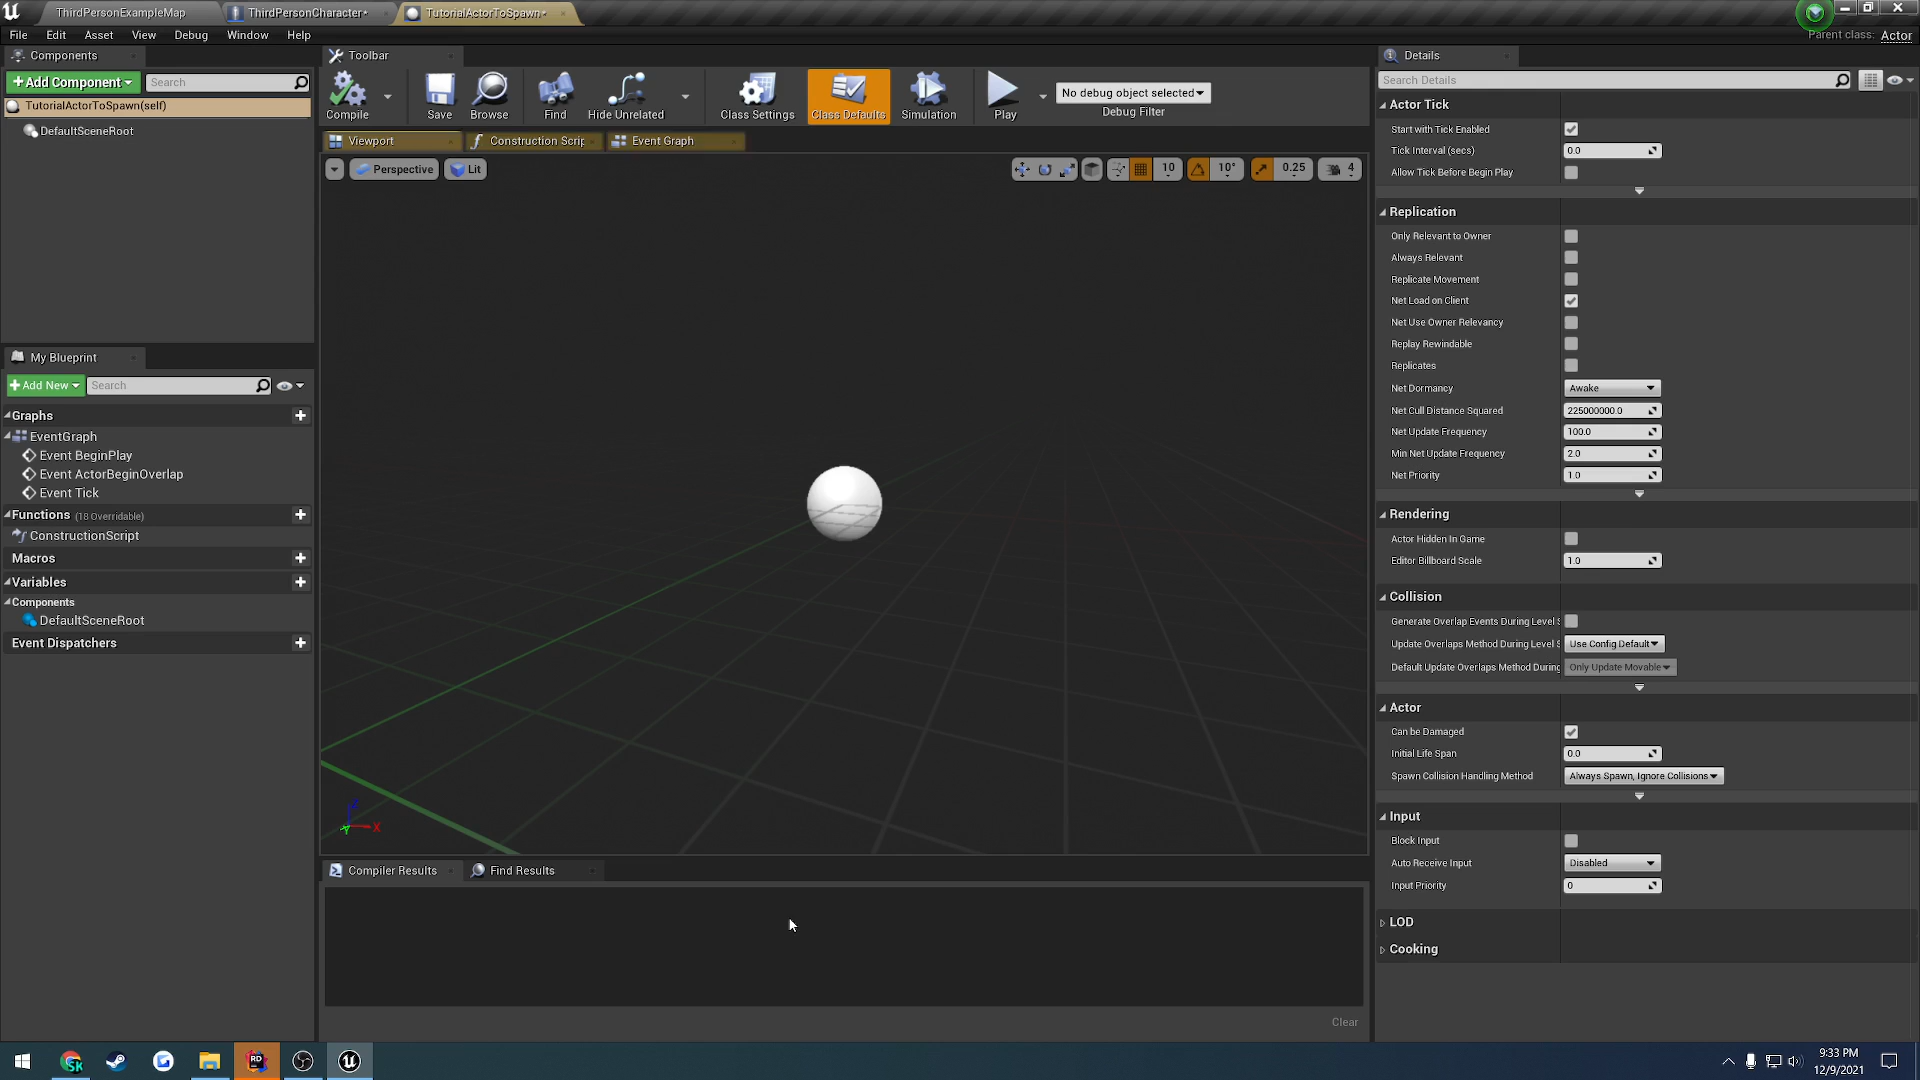 ThirdPersonExampleMap
ThirdPersonCharacter*
TutorialActorToSpawn*
File Edit Asset View Debug Window Help
Parent class: Actor
Components
+Add Component
Search
TutorialActorToSpawn(self)
DefaultSceneRoot
Toolbar
Compile
Save
Browse
Find
Hide Unrelated
Class Settings
Class Defaults
Simulation
Play
No debug object selected
Debug Filter
Viewport
Construction Scrip
Event Graph
Perspective
Lit
10
10°
0.25
4
X
Y
Z
My Blueprint
+Add New
Search
Graphs
EventGraph
Event BeginPlay
Event ActorBeginOverlap
Event Tick
Functions (18 Overridable)
ConstructionScript
Macros
Variables
Components
DefaultSceneRoot
Event Dispatchers
Compiler Results
Find Results
Clear
Details
Search Details
Actor Tick
Start with Tick Enabled
Tick Interval (secs) 0.0
Allow Tick Before Begin Play
Replication
Only Relevant to Owner
Always Relevant
Replicate Movement
Net Load on Client
Net Use Owner Relevancy
Replay Rewindable
Replicates
Net Dormancy Awake
Net Cull Distance Squared 225000000.0
Net Update Frequency 100.0
Min Net Update Frequency 2.0
Net Priority 1.0
Rendering
Actor Hidden In Game
Editor Billboard Scale 1.0
Collision
Generate Overlap Events During Level S
Update Overlaps Method During Level S Use Config Default
Default Update Overlaps Method During Only Update Movable
Actor
Can be Damaged
Initial Life Span 0.0
Spawn Collision Handling Method Always Spawn, Ignore Collisions
Input
Block Input
Auto Receive Input Disabled
Input Priority 0
LOD
Cooking
Sk
RD
9:33 PM
12/9/2021